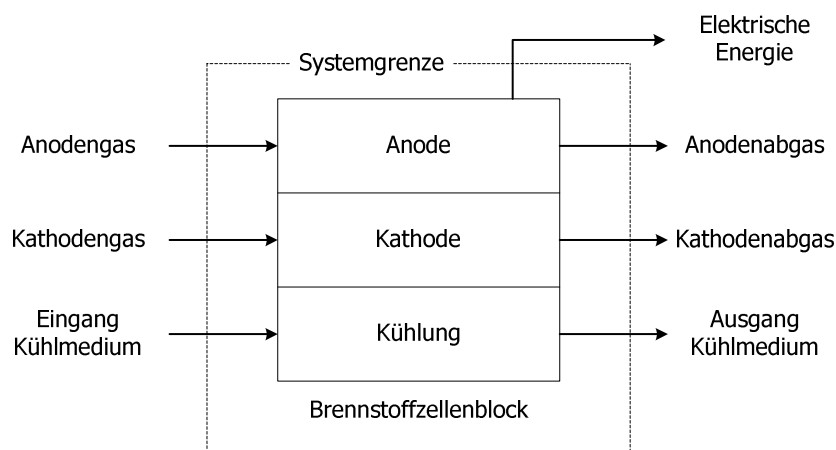 Elektrische
Energie
Systemgrenze
Anodengas
Anode
Anodenabgas
Kathodengas
Kathode
Kathodenabgas
Eingang
Kühlmedium
Kühlung
Ausgang
Kühlmedium
Brennstoffzellenblock